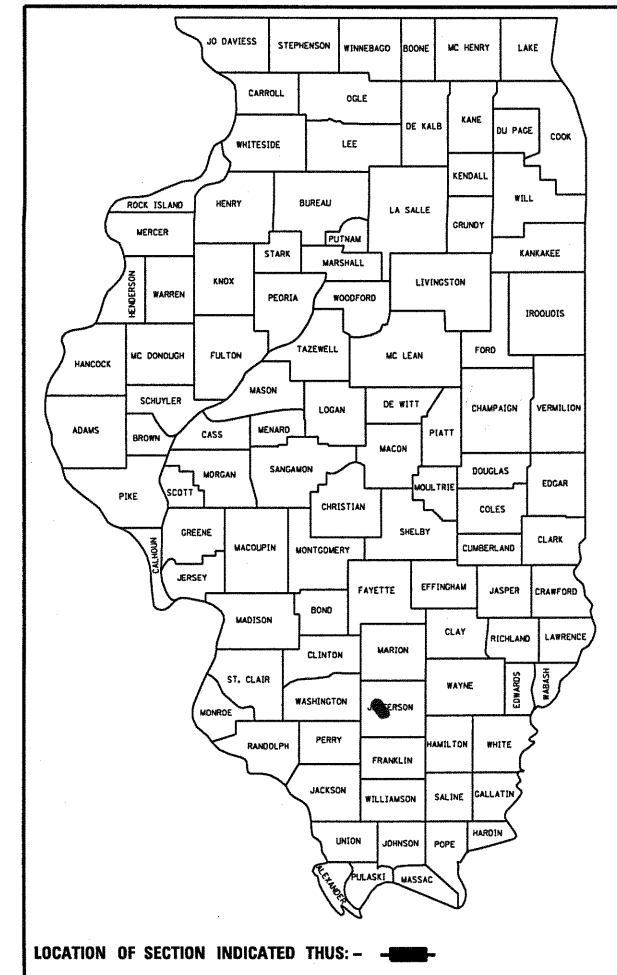 JO DAVIESS STEPHENSON WINNEBAGO BOONE MC HENRY LAKE
CARROLL OGLE DE KALB KANE DU PAGE COOK
WHITESIDE LEE KENDALL WILL
ROCK ISLAND HENRY BUREAU LA SALLE GRUNDY
MERCER PUTNAM KANKAKEE
STARK MARSHALL
HENDERSON WARREN KNOX PEORIA WOODFORD LIVINGSTON IROQUOIS
HANCOCK MC DONOUGH FULTON TAZEWELL MC LEAN FORD
MASON
SCHUYLER LOGAN DE WITT CHAMPAIGN VERMILION
ADAMS BROWN CASS MENARD MACON PIATT
PIKE SCOTT MORGAN SANGAMON MOULTRIE DOUGLAS EDGAR
CHRISTIAN COLES
GREENE MACOUPIN MONTGOMERY SHELBY CUMBERLAND CLARK
CALHOUN JERSEY
FAYETTE EFFINGHAM JASPER CRAWFORD
MADISON BOND
CLINTON MARION CLAY RICHLAND LAWRENCE
ST. CLAIR WASHINGTON JEFFERSON WAYNE EDWARDS WABASH
MONROE
RANDOLPH PERRY HAMILTON WHITE
FRANKLIN
JACKSON WILLIAMSON SALINE GALLATIN
UNION JOHNSON POPE HARDIN
ALEXANDER PULASKI MASSAC
LOCATION OF SECTION INDICATED THUS: -